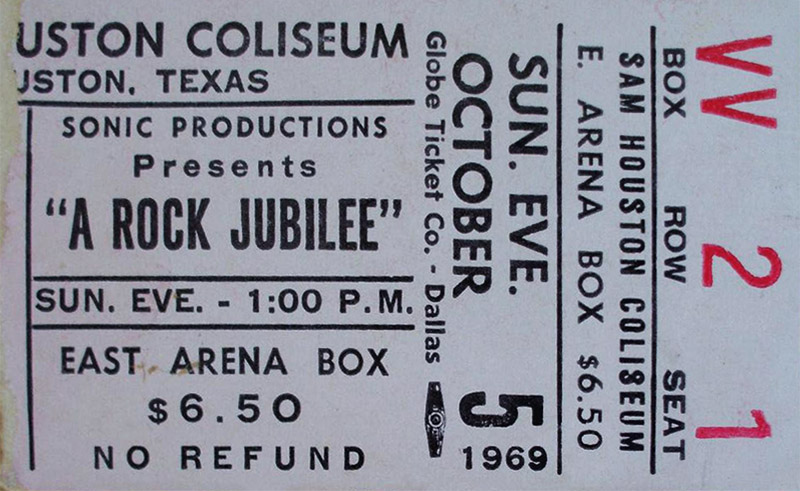 USTON COLISEUM
USTON, TEXAS
SONIC PRODUCTIONS
Presents
"A ROCK JUBILEE"
SUN. EVE. - 1:00 P.M.
EAST ARENA BOX
$6.50
NO REFUND
Globe Ticket Co. - Dallas
SUN. EVE.
OCTOBER 5
1969
SAM HOUSTON COLISEUM
E. ARENA BOX $6.50
BOX ROW SEAT
VV 2 1